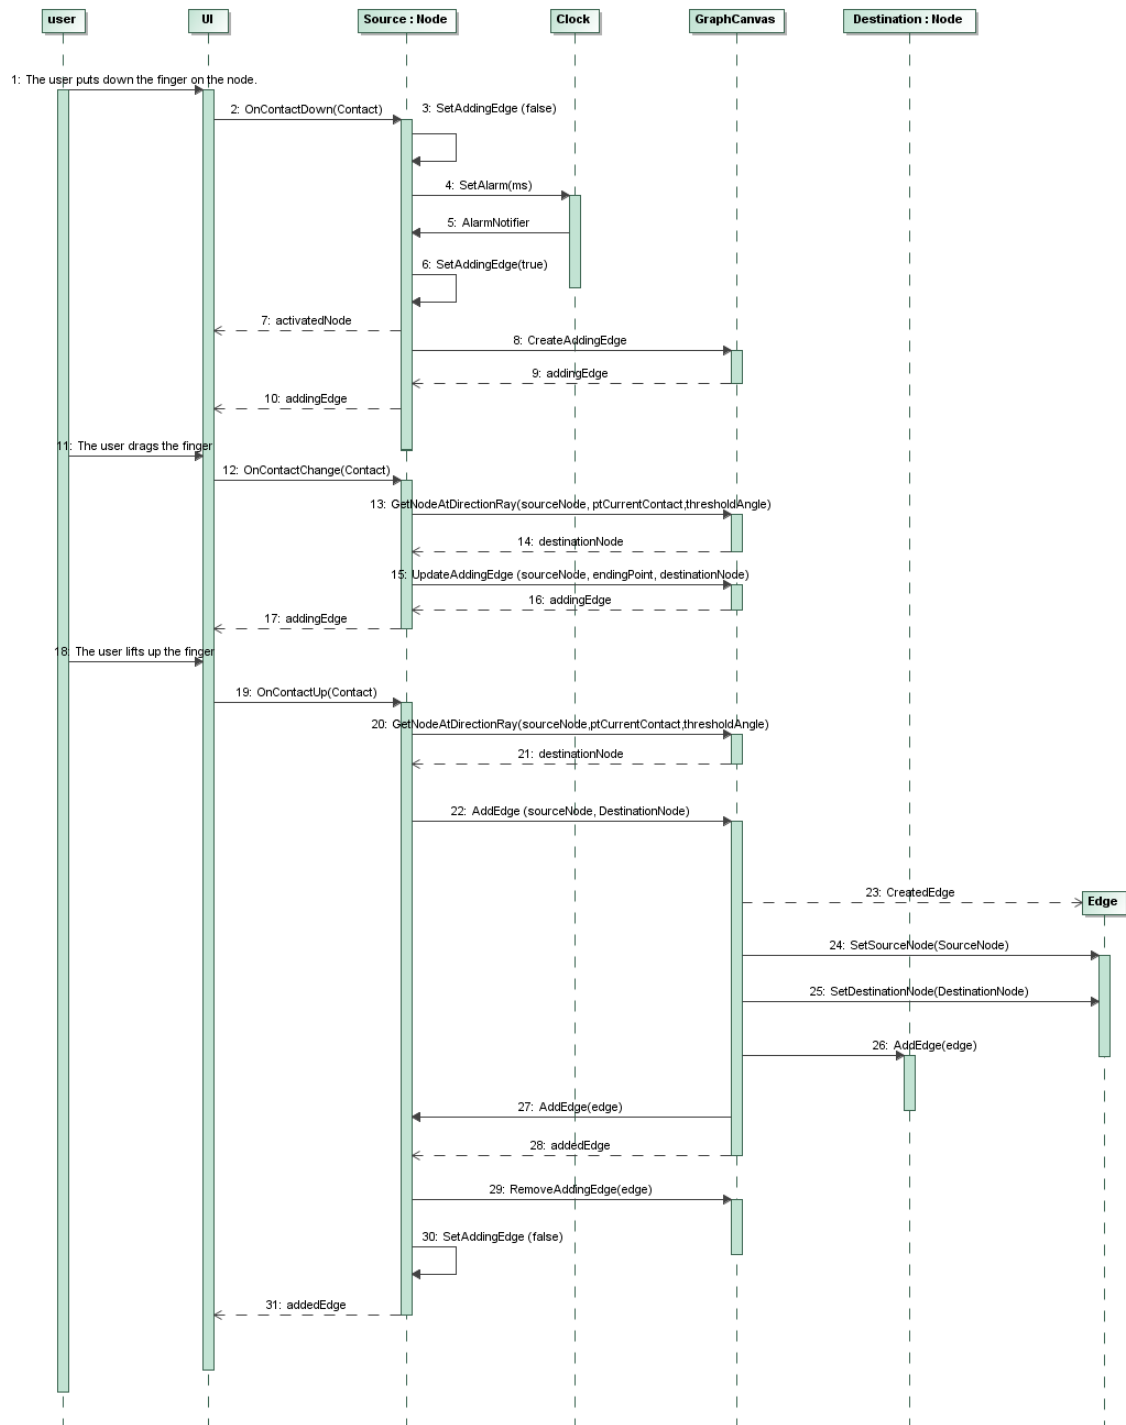 user
UI
Source : Node
Clock
GraphCanvas
Destination : Node
1: The user puts down the finger on the node.
2: OnContactDown(Contact)
3: SetAddingEdge (false)
4: SetAlarm(ms)
5: AlarmNotifier
6: SetAddingEdge(true)
7: activatedNode
8: CreateAddingEdge
9: addingEdge
10: addingEdge
11: The user drags the finger
12: OnContactChange(Contact)
13: GetNodeAtDirectionRay(sourceNode, ptCurrentContact,thresholdAngle)
14: destinationNode
15: UpdateAddingEdge (sourceNode, endingPoint, destinationNode)
16: addingEdge
17: addingEdge
18: The user lifts up the finger
19: OnContactUp(Contact)
20: GetNodeAtDirectionRay(sourceNode,ptCurrentContact,thresholdAngle)
21: destinationNode
22: AddEdge (sourceNode, DestinationNode)
23: CreatedEdge
Edge
24: SetSourceNode(SourceNode)
25: SetDestinationNode(DestinationNode)
26: AddEdge(edge)
27: AddEdge(edge)
28: addedEdge
29: RemoveAddingEdge(edge)
30: SetAddingEdge (false)
31: addedEdge